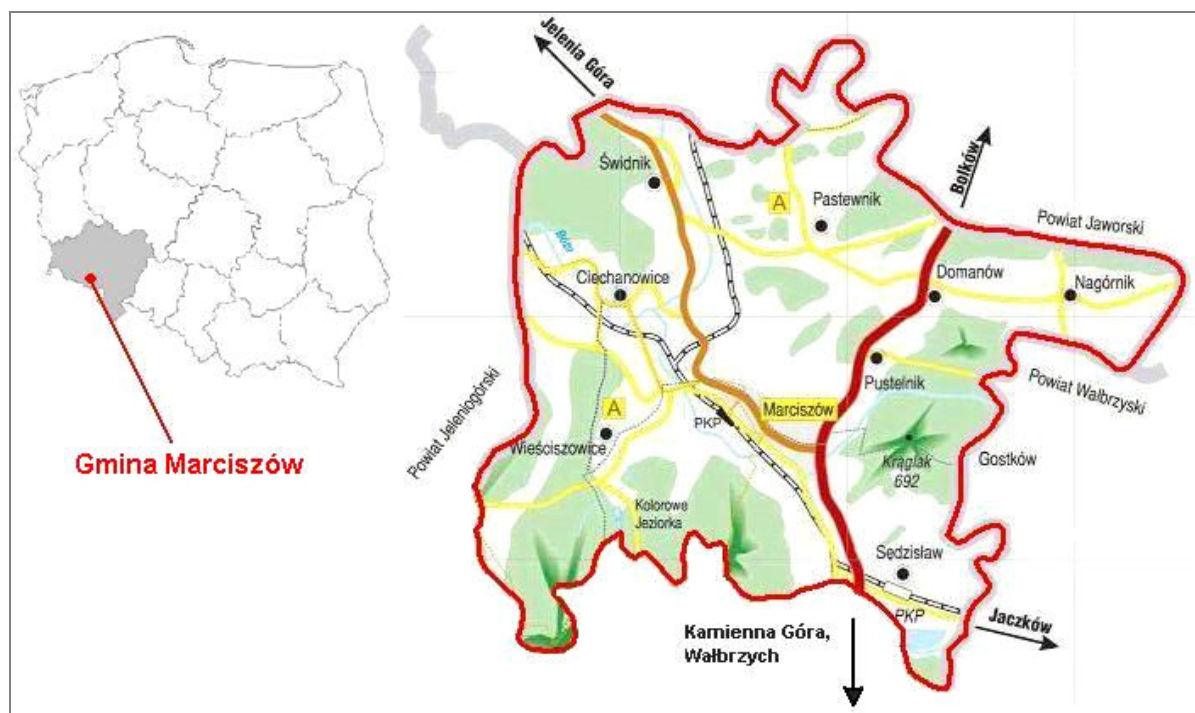 Jelenia Góra
Bolków
Świdnik
Pastewnik
A
Powiat Jaworski
Bóbr
Ciechanowice
Domanów
Nagórnik
Powiat Jeleniogórski
Pustelnik
Powiat Wałbrzyski
A
Marciszów
PKP
Wieściszowice
Gmina Marciszów
Krąglak
692
Gostków
Kolorowe
Jeziorka
Sędzisław
PKP
Jaczków
Kamienna Góra,
Wałbrzych